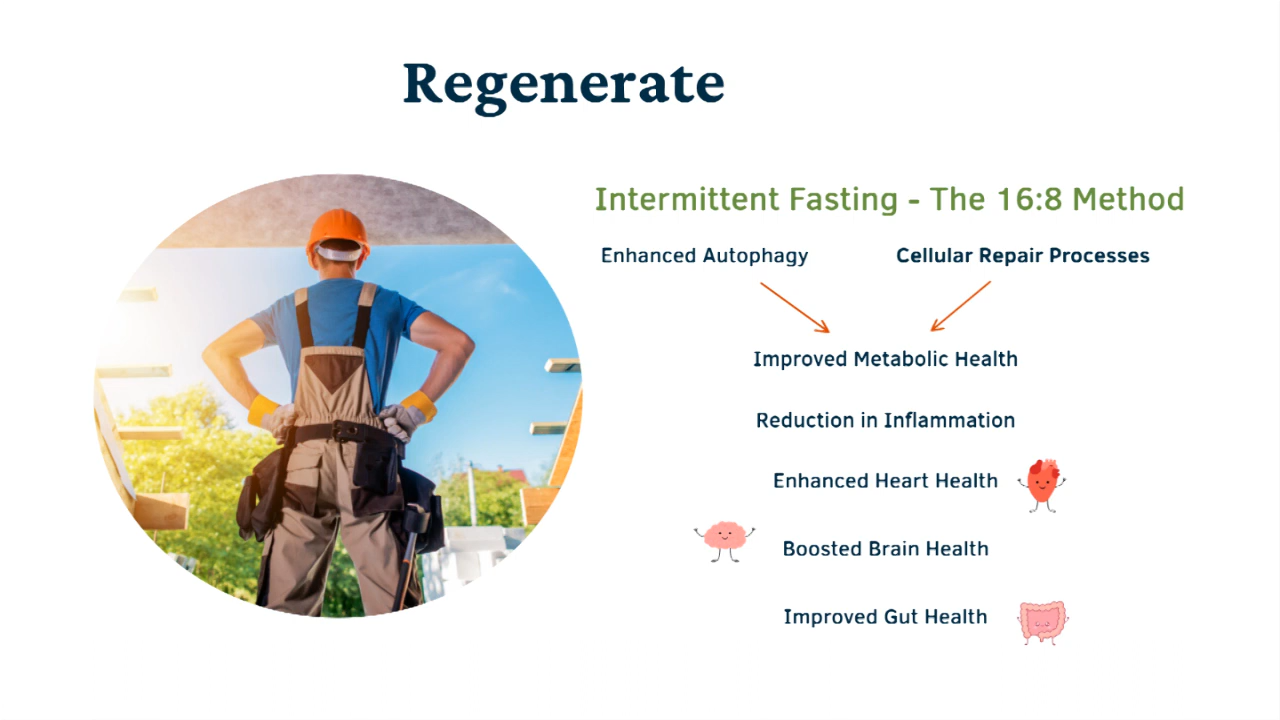 Regenerate
Intermittent Fasting - The 16:8 Method
Enhanced Autophagy
Cellular Repair Processes
Improved Metabolic Health
Reduction in Inflammation
Enhanced Heart Health
Boosted Brain Health
Improved Gut Health